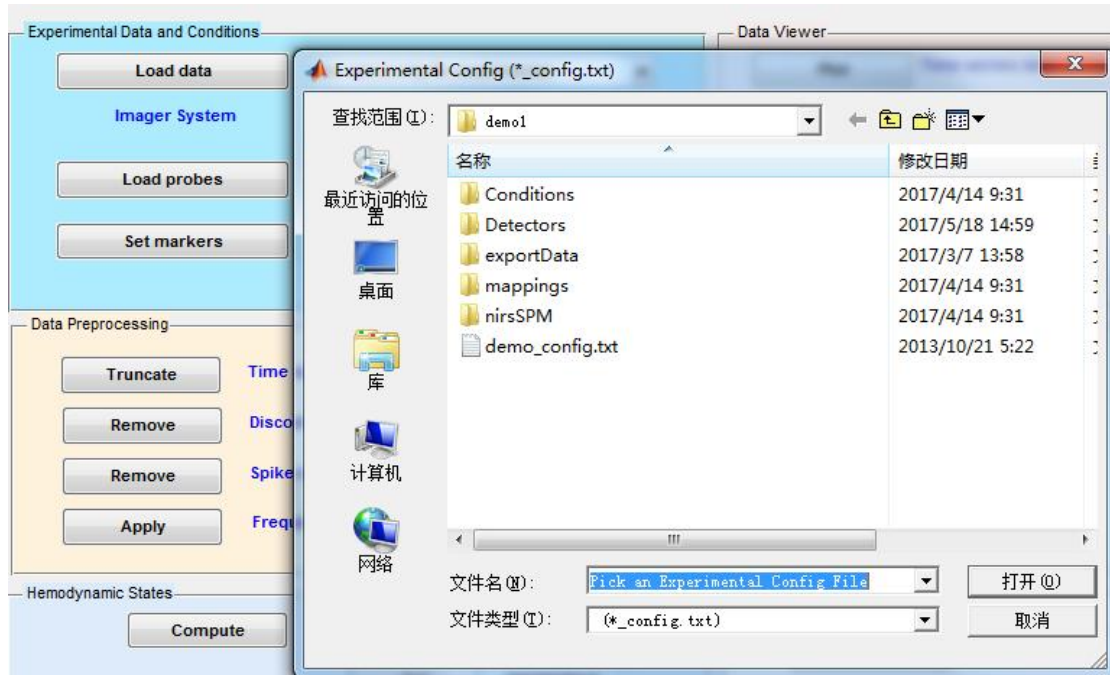 Experimental Data and Conditions
Data Viewer
Load data
Imager System
Load probes
Set markers
Data Preprocessing
Truncate
Time
Remove
Disco
Remove
Spike
Apply
Frequ
Hemodynamic States
Compute
Experimental Config (*_config.txt)
查找范围(I):
demo1
最近访问的位
置
桌面
库
计算机
网络
名称
修改日期
Conditions
2017/4/14 9:31
Detectors
2017/5/18 14:59
exportData
2017/3/7 13:58
mappings
2017/4/14 9:31
nirsSPM
2017/4/14 9:31
demo_config.txt
2013/10/21 5:22
文件名(N):
Pick an Experimental Config File
打开(O)
文件类型(T):
(*_config.txt)
取消